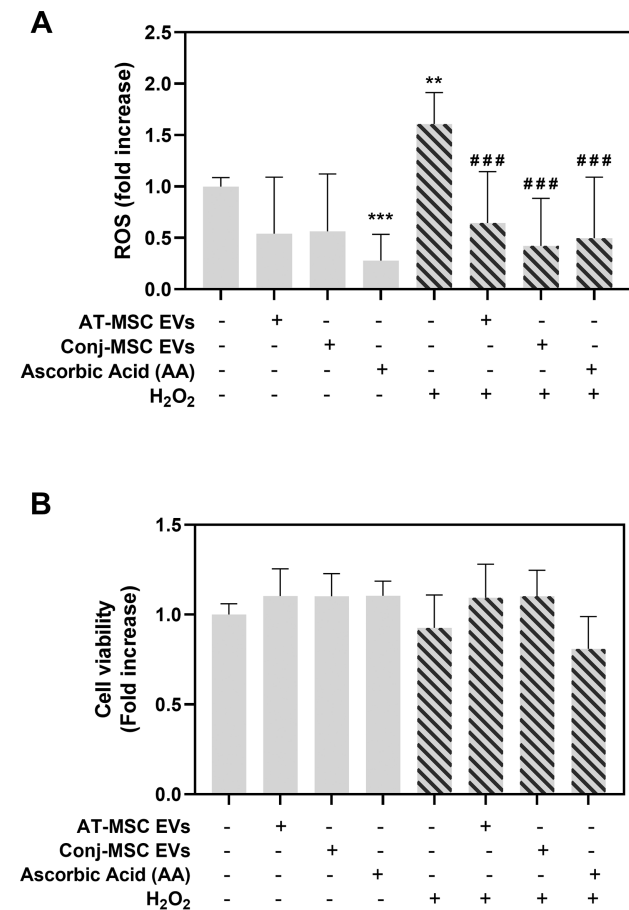 A
2.5
2.0
1.5
1.0
0.5
0.0
ROS (fold increase)
***
**
###
###
###
AT-MSC EVs - + - - - + - -
Conj-MSC EVs - - + - - - + -
Ascorbic Acid (AA) - - - + - - - +
H₂O₂ - - - - + + + +
B
1.5
1.0
0.5
0.0
Cell viability
(Fold increase)
AT-MSC EVs - + - - - + - -
Conj-MSC EVs - - + - - - + -
Ascorbic Acid (AA) - - - + - - - +
H₂O₂ - - - - + + + +